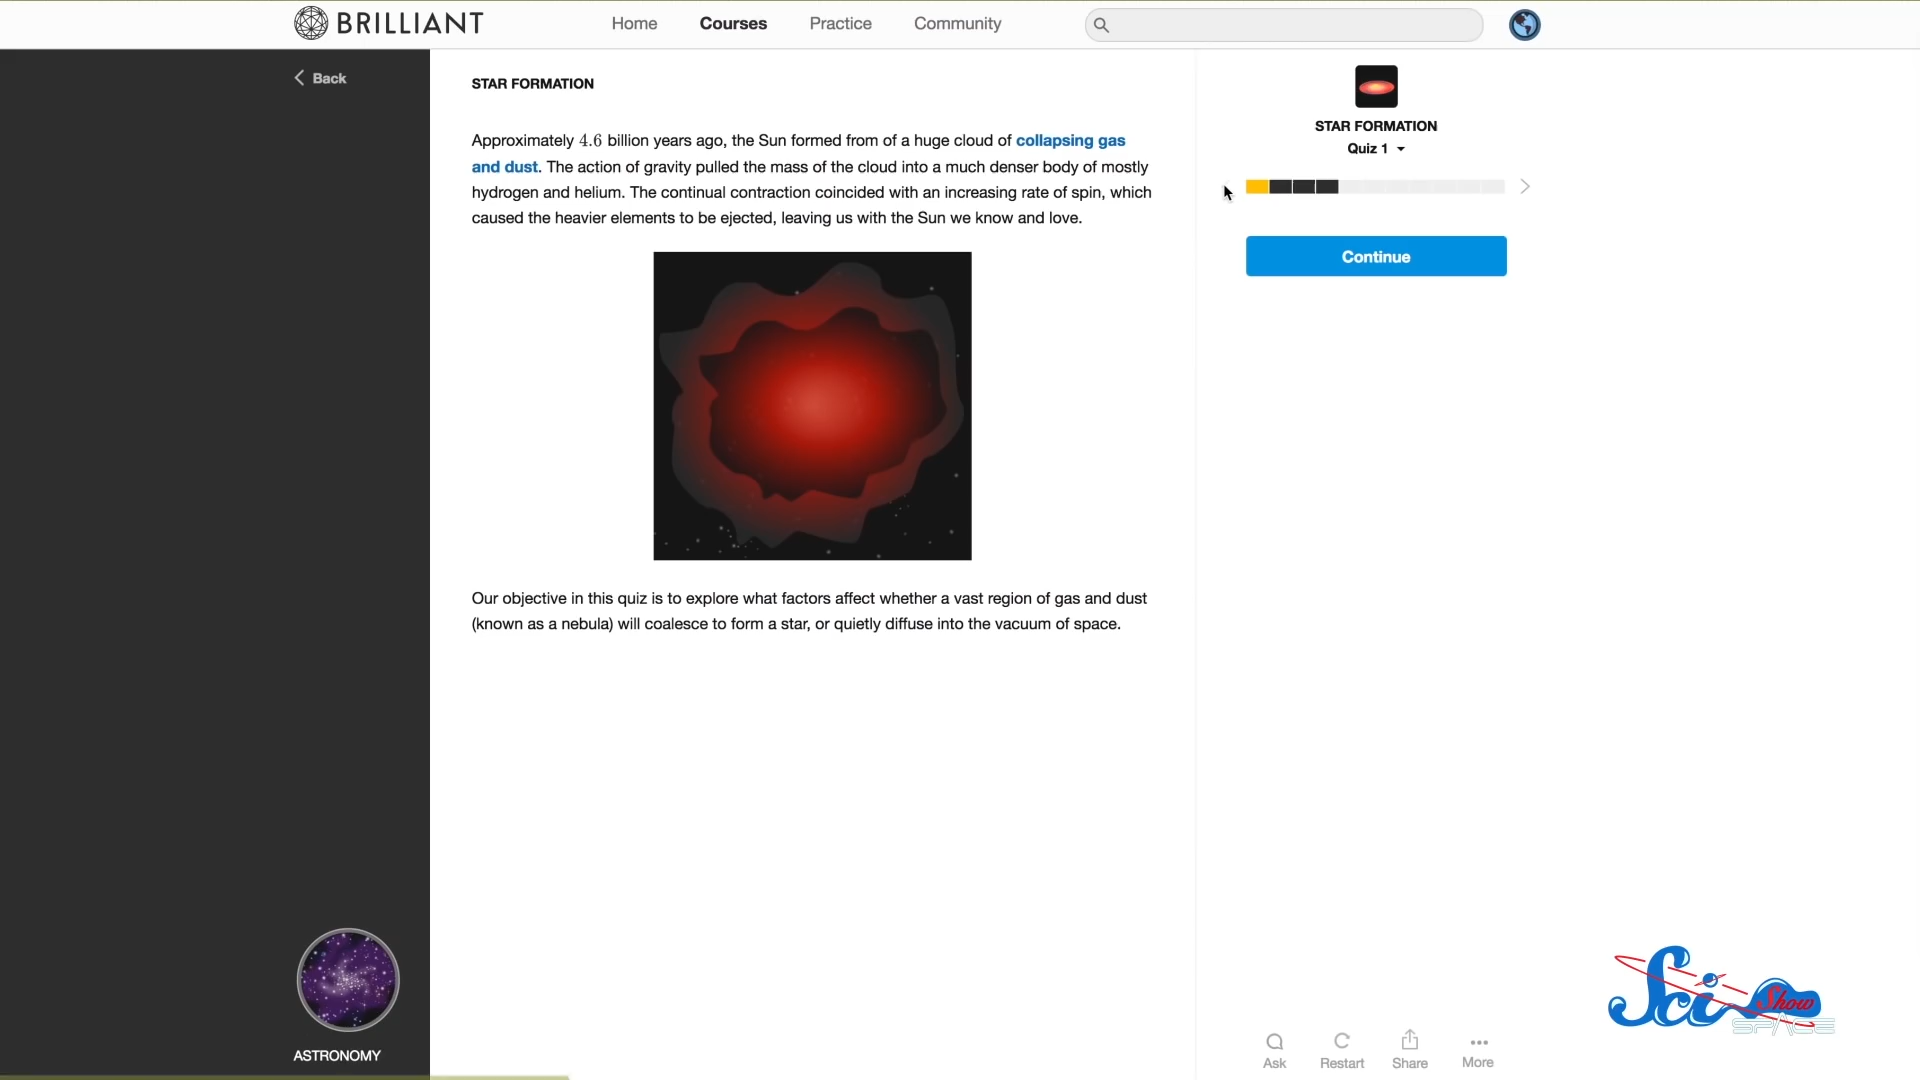 BRILLIANT
Home Courses Practice Community
Back
STAR FORMATION
Approximately 4.6 billion years ago, the Sun formed from of a huge cloud of collapsing gas
and dust. The action of gravity pulled the mass of the cloud into a much denser body of mostly
hydrogen and helium. The continual contraction coincided with an increasing rate of spin, which
caused the heavier elements to be ejected, leaving us with the Sun we know and love.
Our objective in this quiz is to explore what factors affect whether a vast region of gas and dust
(known as a nebula) will coalesce to form a star, or quietly diffuse into the vacuum of space.
STAR FORMATION
Quiz 1
Continue
ASTRONOMY
Ask Restart Share More
Sci Show
SPACE